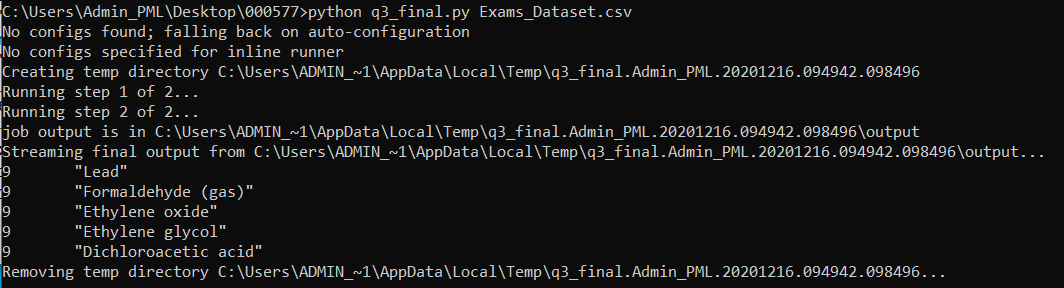 C:\Users\Admin_PML\Desktop\000577>python q3_final.py Exams_Dataset.csv
No configs found; falling back on auto-configuration
No configs specified for inline runner
Creating temp directory C:\Users\ADMIN_~1\AppData\Local\Temp\q3_final.Admin_PML.20201216.094942.098496
Running step 1 of 2...
Running step 2 of 2...
job output is in C:\Users\ADMIN_~1\AppData\Local\Temp\q3_final.Admin_PML.20201216.094942.098496\output
Streaming final output from C:\Users\ADMIN_~1\AppData\Local\Temp\q3_final.Admin_PML.20201216.094942.098496\output...
9 "Lead"
9 "Formaldehyde (gas)"
9 "Ethylene oxide"
9 "Ethylene glycol"
9 "Dichloroacetic acid"
Removing temp directory C:\Users\ADMIN_~1\AppData\Local\Temp\q3_final.Admin_PML.20201216.094942.098496...